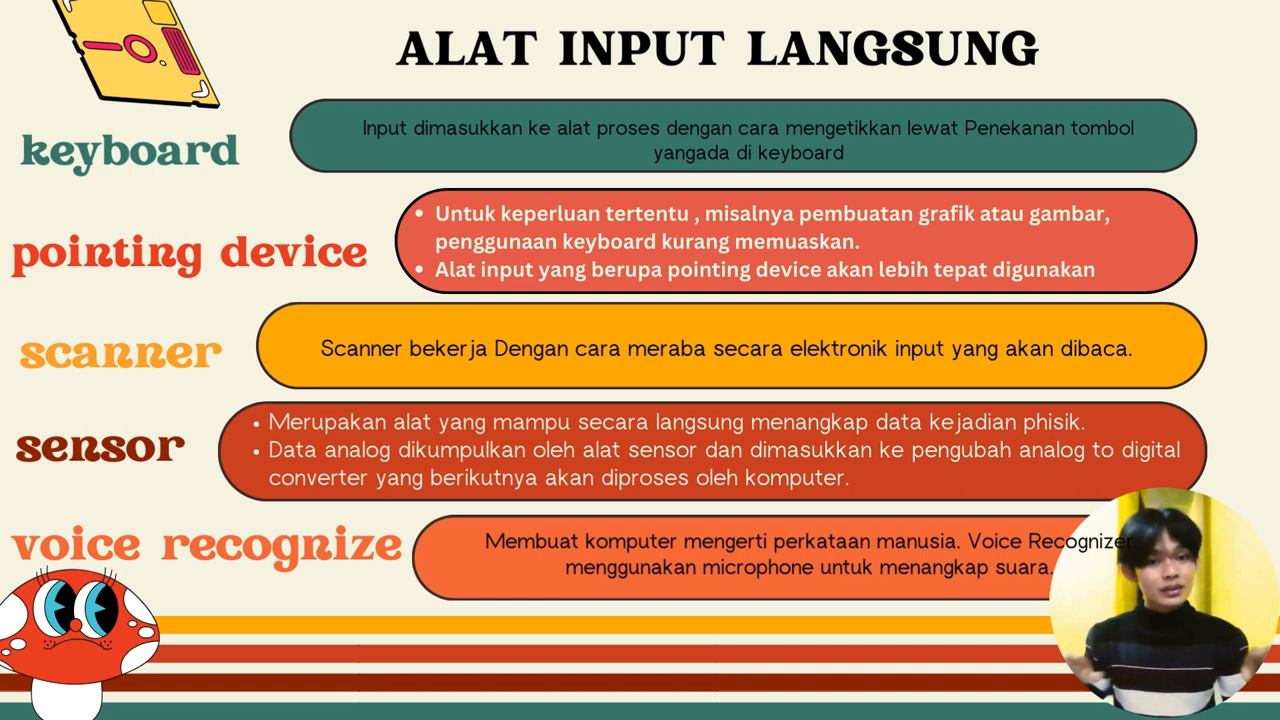 ALAT INPUT LANGSUNG
keyboard
Input dimasukkan ke alat proses dengan cara mengetikkan lewat Penekanan tombol
yangada di keyboard
pointing device
• Untuk keperluan tertentu , misalnya pembuatan grafik atau gambar,
penggunaan keyboard kurang memuaskan.
• Alat input yang berupa pointing device akan lebih tepat digunakan
scanner
Scanner bekerja Dengan cara meraba secara elektronik input yang akan dibaca.
sensor
• Merupakan alat yang mampu secara langsung menangkap data kejadian phisik.
• Data analog dikumpulkan oleh alat sensor dan dimasukkan ke pengubah analog to digital
converter yang berikutnya akan diproses oleh komputer.
voice recognize
Membuat komputer mengerti perkataan manusia. Voice Recognizer
menggunakan microphone untuk menangkap suara.